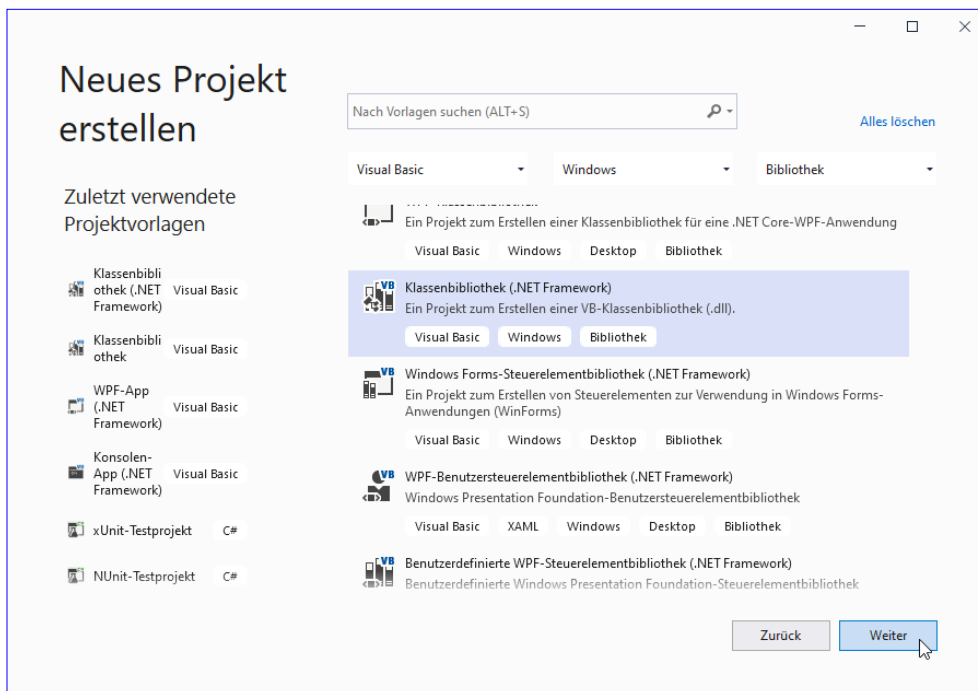 Neues Projekt
erstellen
Zuletzt verwendete
Projektvorlagen
Klassenbibli
othek (.NET
Framework)
Visual Basic
Klassenbibli
othek
Visual Basic
WPF-App
(.NET
Framework)
Visual Basic
Konsolen-
App (.NET
Framework)
Visual Basic
xUnit-Testprojekt C#
NUnit-Testprojekt C#
Nach Vorlagen suchen (ALT+S)
Alles löschen
Visual Basic Windows Bibliothek
Ein Projekt zum Erstellen einer Klassenbibliothek für eine .NET Core-WPF-Anwendung
Visual Basic Windows Desktop Bibliothek
VB
Klassenbibliothek (.NET Framework)
Ein Projekt zum Erstellen einer VB-Klassenbibliothek (.dll).
Visual Basic Windows Bibliothek
VB
Windows Forms-Steuerelementbibliothek (.NET Framework)
Ein Projekt zum Erstellen von Steuerelementen zur Verwendung in Windows Forms-
Anwendungen (WinForms)
Visual Basic Windows Desktop Bibliothek
VB
WPF-Benutzersteuerelementbibliothek (.NET Framework)
Windows Presentation Foundation-Benutzersteuerelementbibliothek
Visual Basic XAML Windows Desktop Bibliothek
VB
Benutzerdefinierte WPF-Steuerelementbibliothek (.NET Framework)
Benutzerdefinierte Windows Presentation Foundation-Steuerelementbibliothek
Zurück Weiter